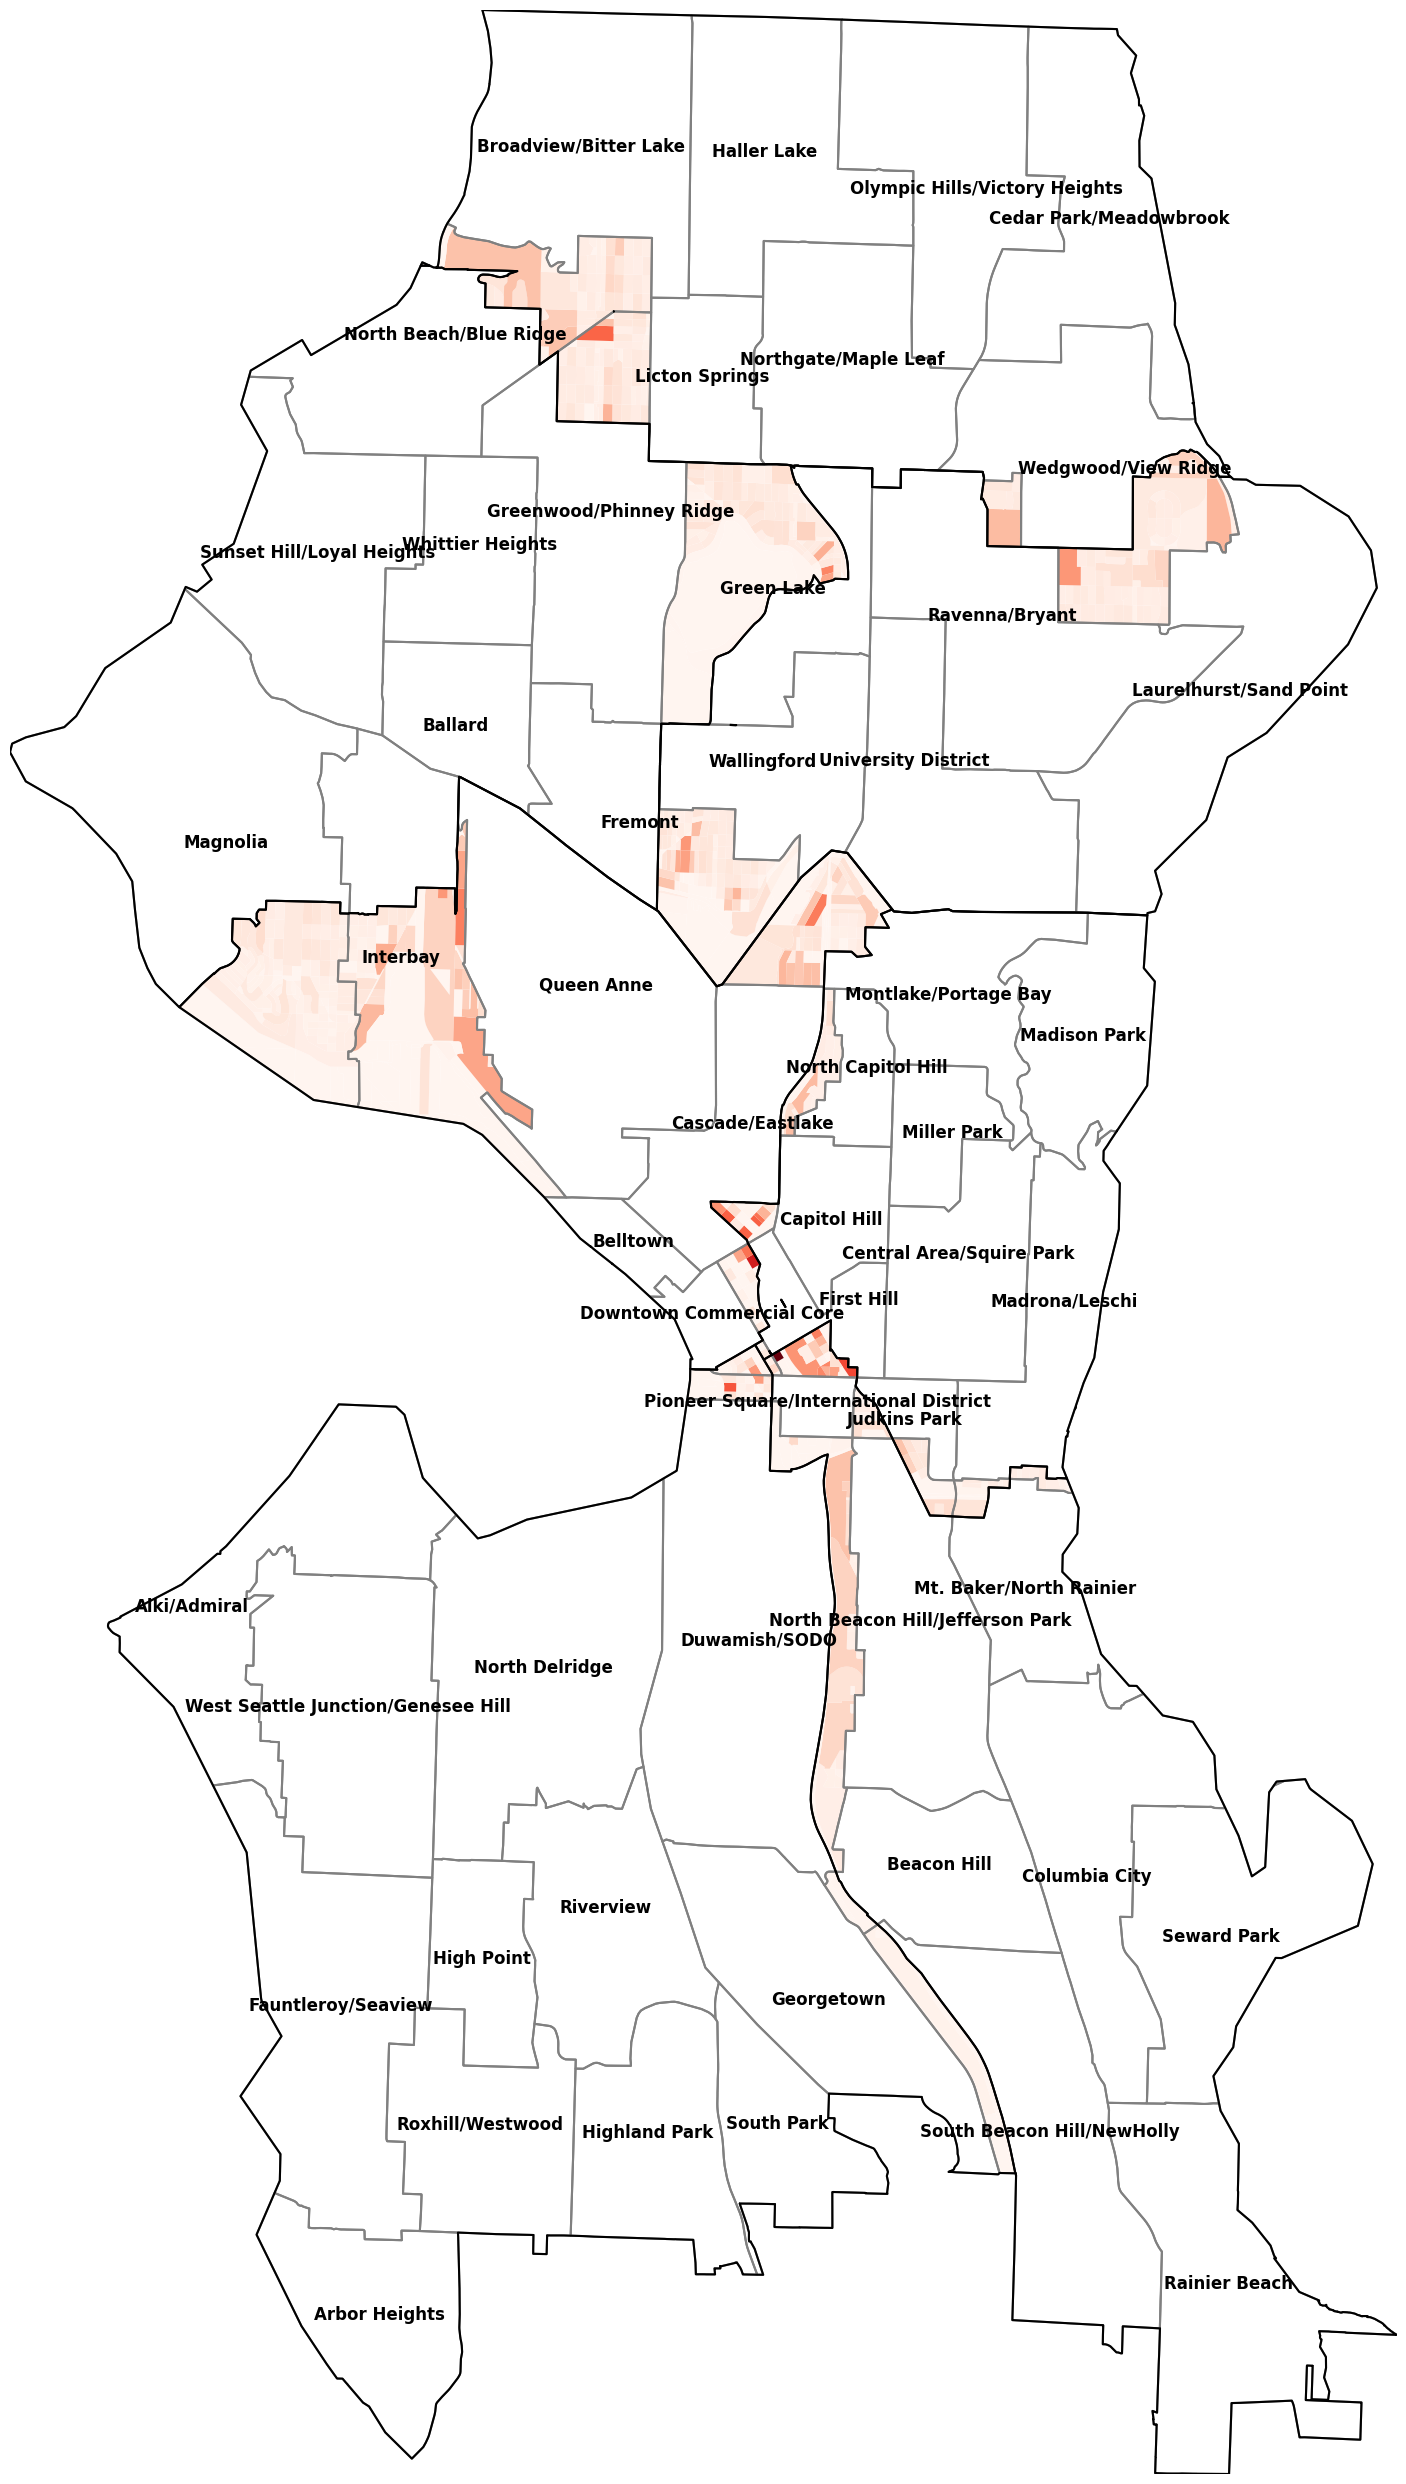 Broadview/Bitter Lake
Haller Lake
Olympic Hills/Victory Heights
Cedar Park/Meadowbrook
North Beach/Blue Ridge
Northgate/Maple Leaf
Licton Springs
Wedgwood/View Ridge
Greenwood/Phinney Ridge
Whittier Heights
Sunset Hill/Loyal Heights
Green Lake
Ravenna/Bryant
Laurelhurst/Sand Point
Ballard
Wallingford
University District
Fremont
Magnolia
Interbay
Queen Anne
Montlake/Portage Bay
Madison Park
North Capitol Hill
Cascade/Eastlake
Miller Park
Capitol Hill
Belltown
Central Area/Squire Park
First Hill
Madrona/Leschi
Downtown Commercial Core
Pioneer Square/International District
Judkins Park
Mt. Baker/North Rainier
Alki/Admiral
North Beacon Hill/Jefferson Park
Duwamish/SODO
North Delridge
West Seattle Junction/Genesee Hill
Beacon Hill
Columbia City
Riverview
Seward Park
High Point
Georgetown
Fauntleroy/Seaview
Roxhill/Westwood
South Park
Highland Park
South Beacon Hill/NewHolly
Rainier Beach
Arbor Heights